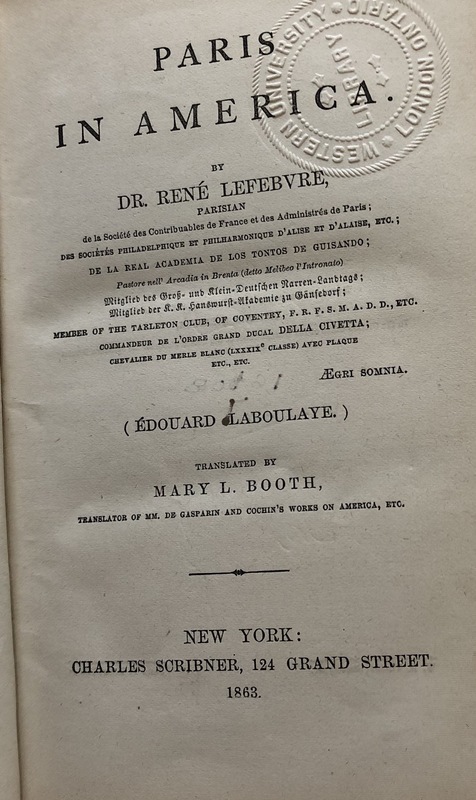 PARIS
IN AMERICA.
BY
DR. RENÉ LEFEBVRE,
PARISIAN
de la Société des Contribuables de France et des Administrés de Paris;
DES SOCIÉTÉS PHILADELPHIQUE ET PHILHARMONIQUE D'ALISE ET D'ALAISE, ETC.;
DE LA REAL ACADEMIA DE LOS TONTOS DE GUISANDO;
Pastore nell' Arcadia in Brenta (detto Melibeo l'Intronato)
Mitglied des Groß- und Klein-Deutschen Narren-Landtags;
Mitglied der K. K. Hanswurst-Akademie zu Gänsedorf;
MEMBER OF THE TARLETON CLUB, OF COVENTRY, F. R. F. S. M. A. D. D., ETC.
COMMANDEUR DE L'ORDRE GRAND DUCAL DELLA CIVETTA;
CHEVALIER DU MERLE BLANC (LXXXIXᵉ CLASSE) AVEC PLAQUE
ETC., ETC.
ÆGRI SOMNIA.
(ÉDOUARD LABOULAYE.)
TRANSLATED BY
MARY L. BOOTH,
TRANSLATOR OF MM. DE GASPARIN AND COCHIN'S WORKS ON AMERICA, ETC.
NEW YORK:
CHARLES SCRIBNER, 124 GRAND STREET.
1863.
WESTERN UNIVERSITY
LONDON ONTARIO
LIBRARY